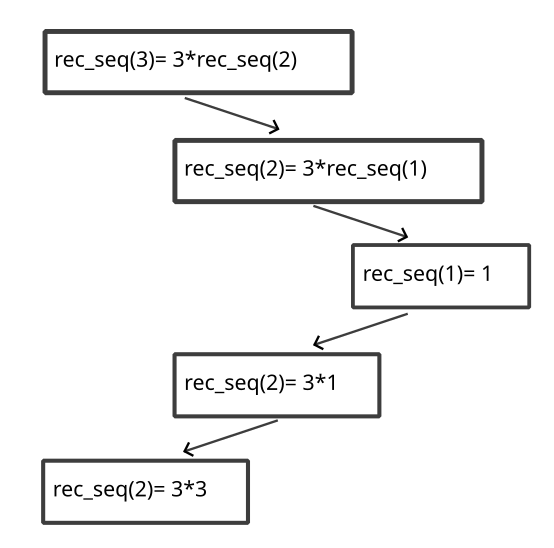 rec_seq(3)= 3*rec_seq(2)
rec_seq(2)= 3*rec_seq(1)
rec_seq(1)= 1
rec_seq(2)= 3*1
rec_seq(2)= 3*3